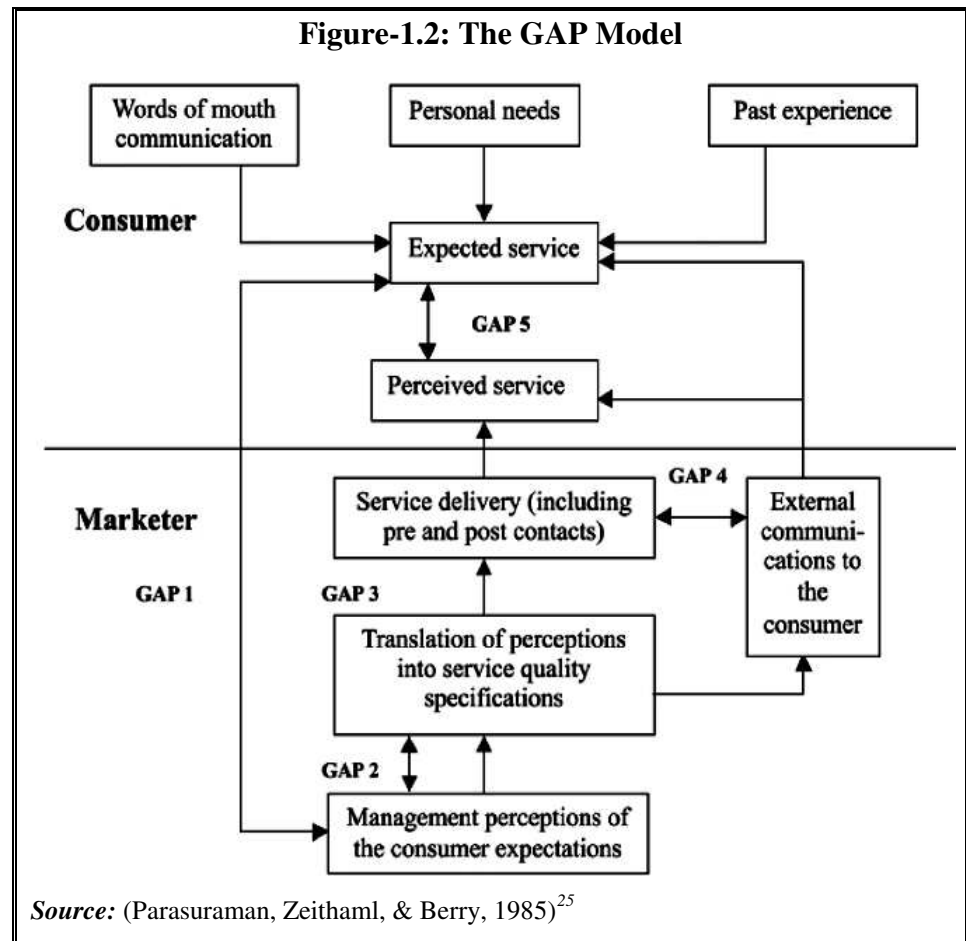 Figure-1.2: The GAP Model
Words of mouth
communication
Personal needs
Past experience
Consumer
Expected service
GAP 5
Perceived service
GAP 4
Marketer
Service delivery (including
pre and post contacts)
External
communi-
cations to
the
consumer
GAP 1
GAP 3
Translation of perceptions
into service quality
specifications
GAP 2
Management perceptions of
the consumer expectations
Source: (Parasuraman, Zeithaml, & Berry, 1985)25